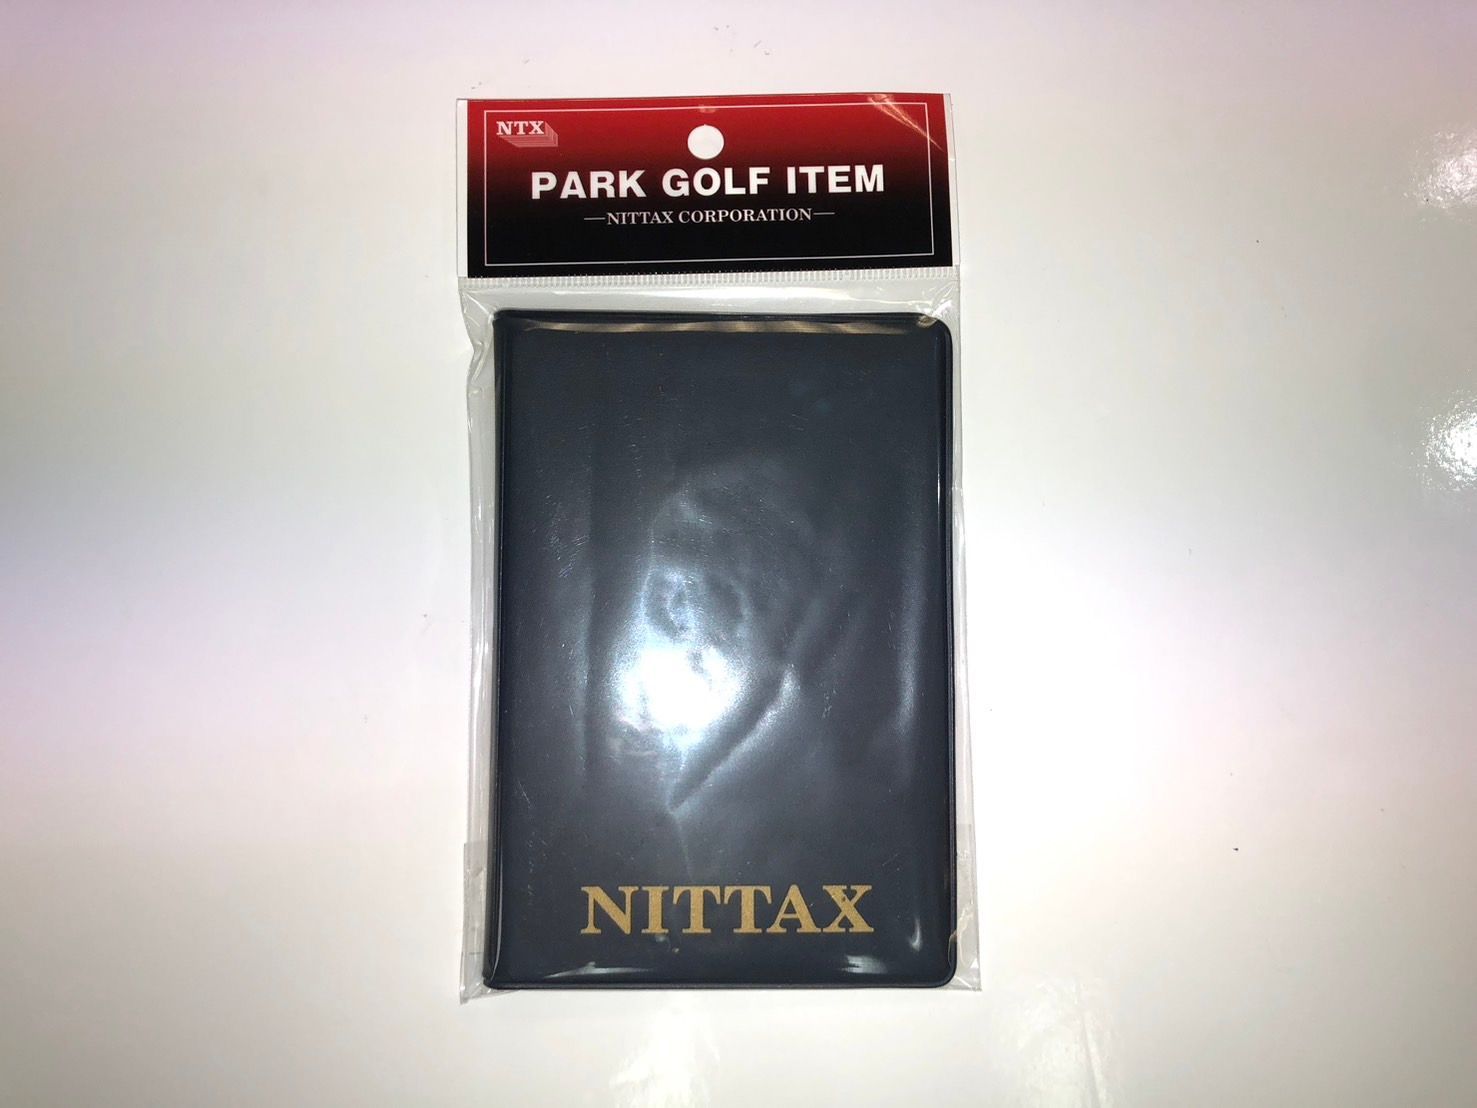 NTX
PARK GOLF ITEM
—NITTAX CORPORATION—
NITTAX